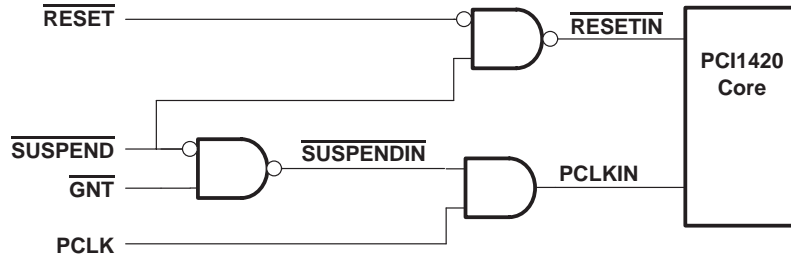 RESET
RESETIN
PCI1420
Core
SUSPEND
SUSPENDIN
GNT
PCLKIN
PCLK